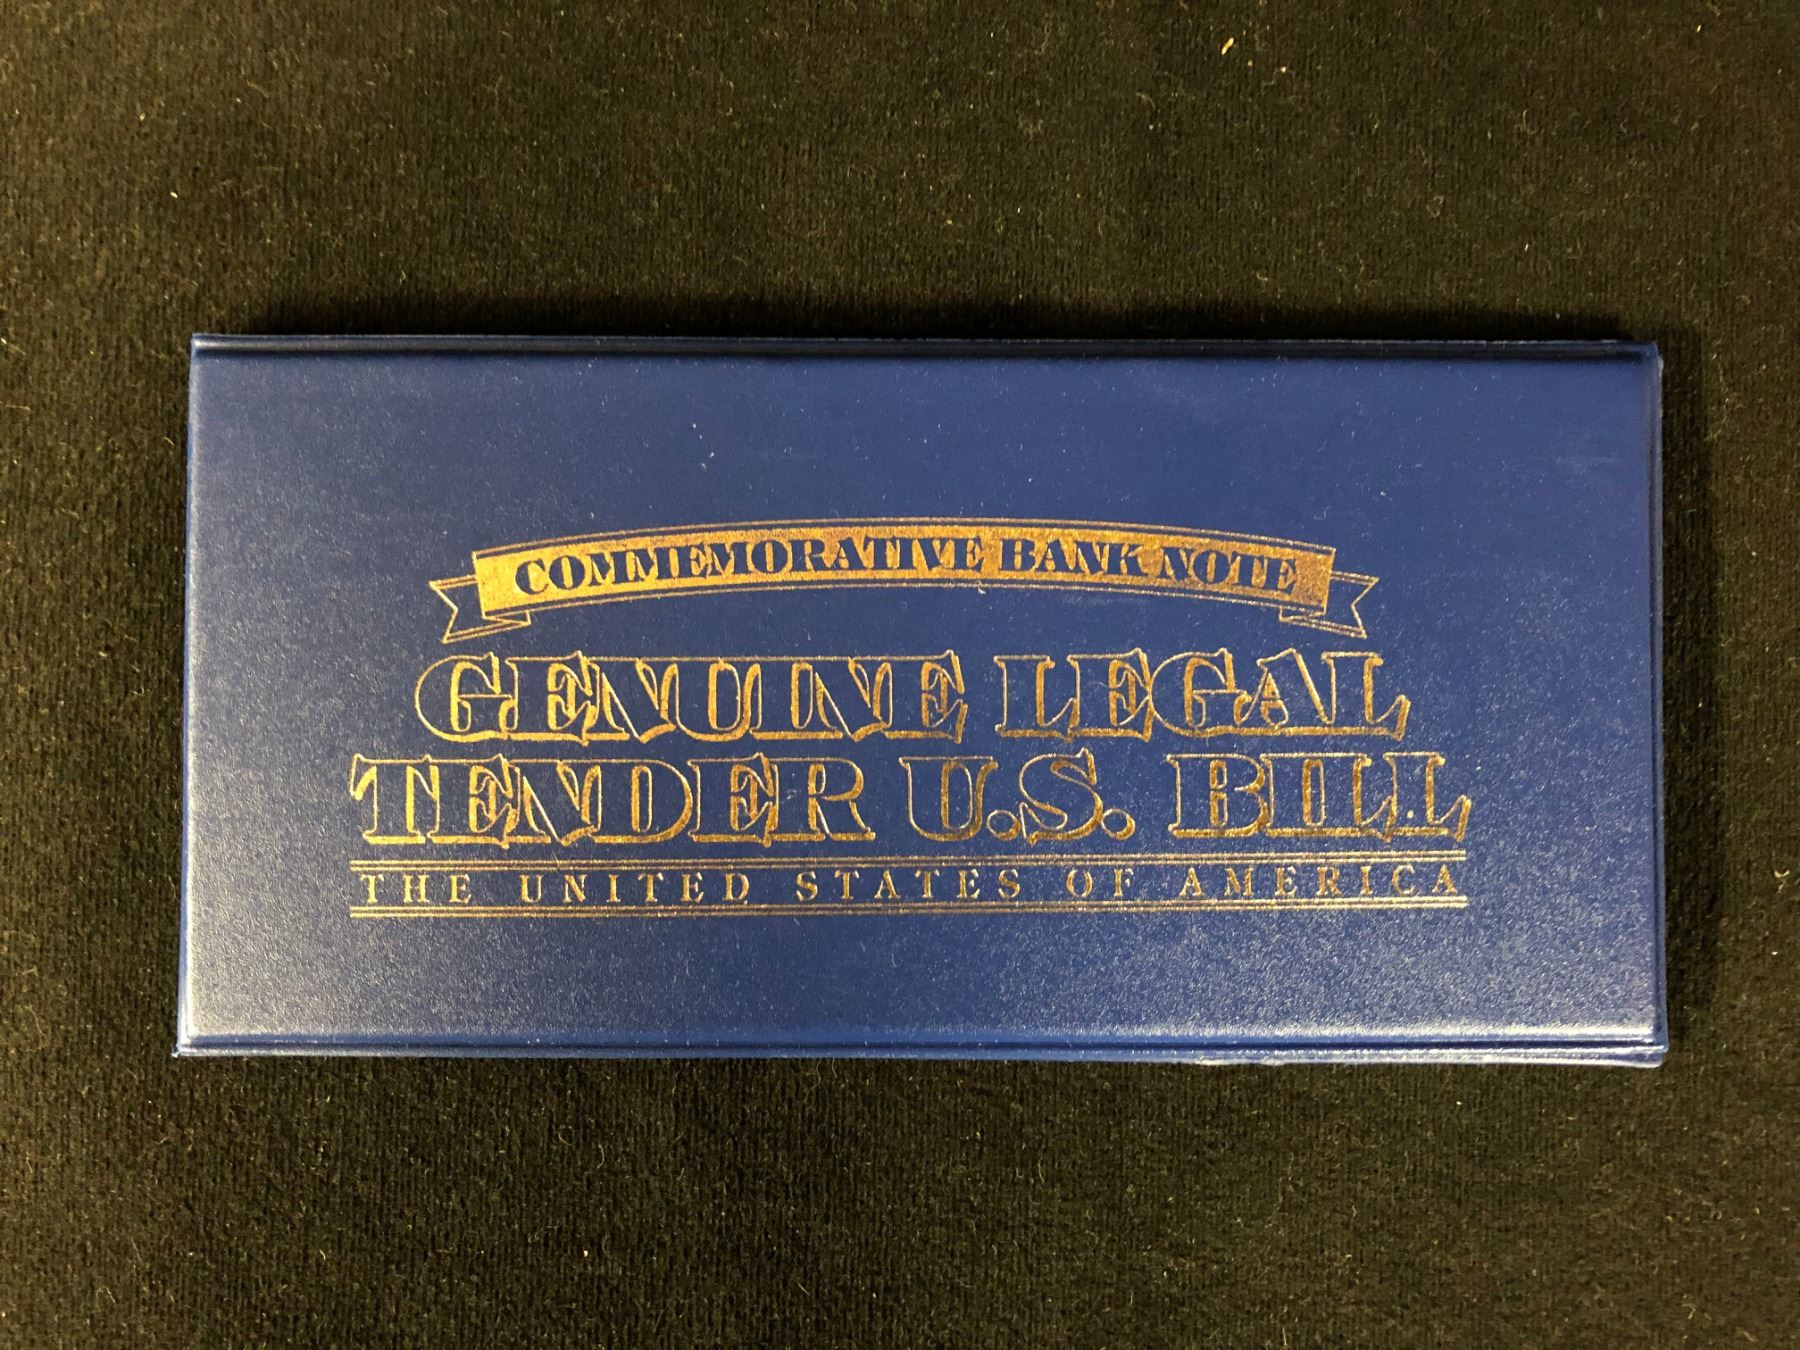 COMMEMORATIVE BANK NOTE
GENUINE LEGAL
TENDER U.S. BILL
THE UNITED STATES OF AMERICA